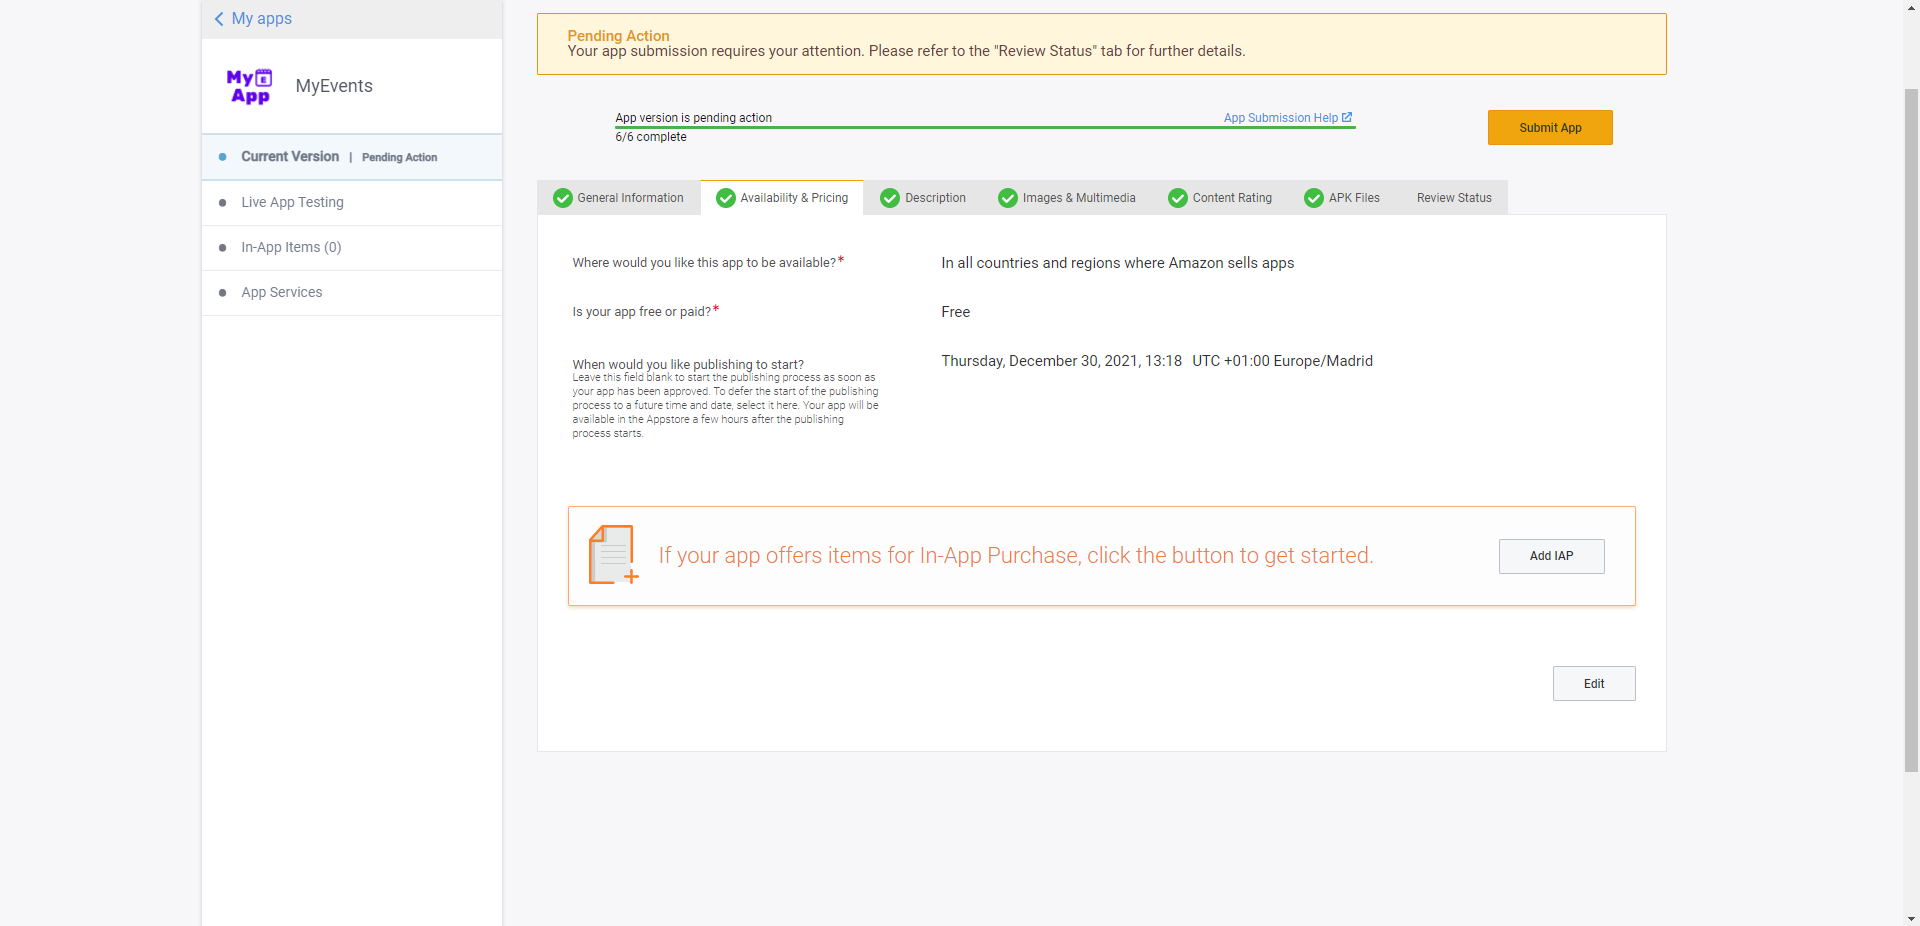 My apps
My E
App
MyEvents
Current Version | Pending Action
Live App Testing
In-App Items (0)
App Services
Pending Action
Your app submission requires your attention. Please refer to the "Review Status" tab for further details.
App version is pending action
App Submission Help
6/6 complete
Submit App
General Information
Availability & Pricing
Description
Images & Multimedia
Content Rating
APK Files
Review Status
Where would you like this app to be available?*
In all countries and regions where Amazon sells apps
Is your app free or paid?*
Free
When would you like publishing to start?
Thursday, December 30, 2021, 13:18 UTC +01:00 Europe/Madrid
Leave this field blank to start the publishing process as soon as
your app has been approved. To defer the start of the publishing
process to a future time and date, select it here. Your app will be
available in the Appstore a few hours after the publishing
process starts.
If your app offers items for In-App Purchase, click the button to get started.
Add IAP
Edit